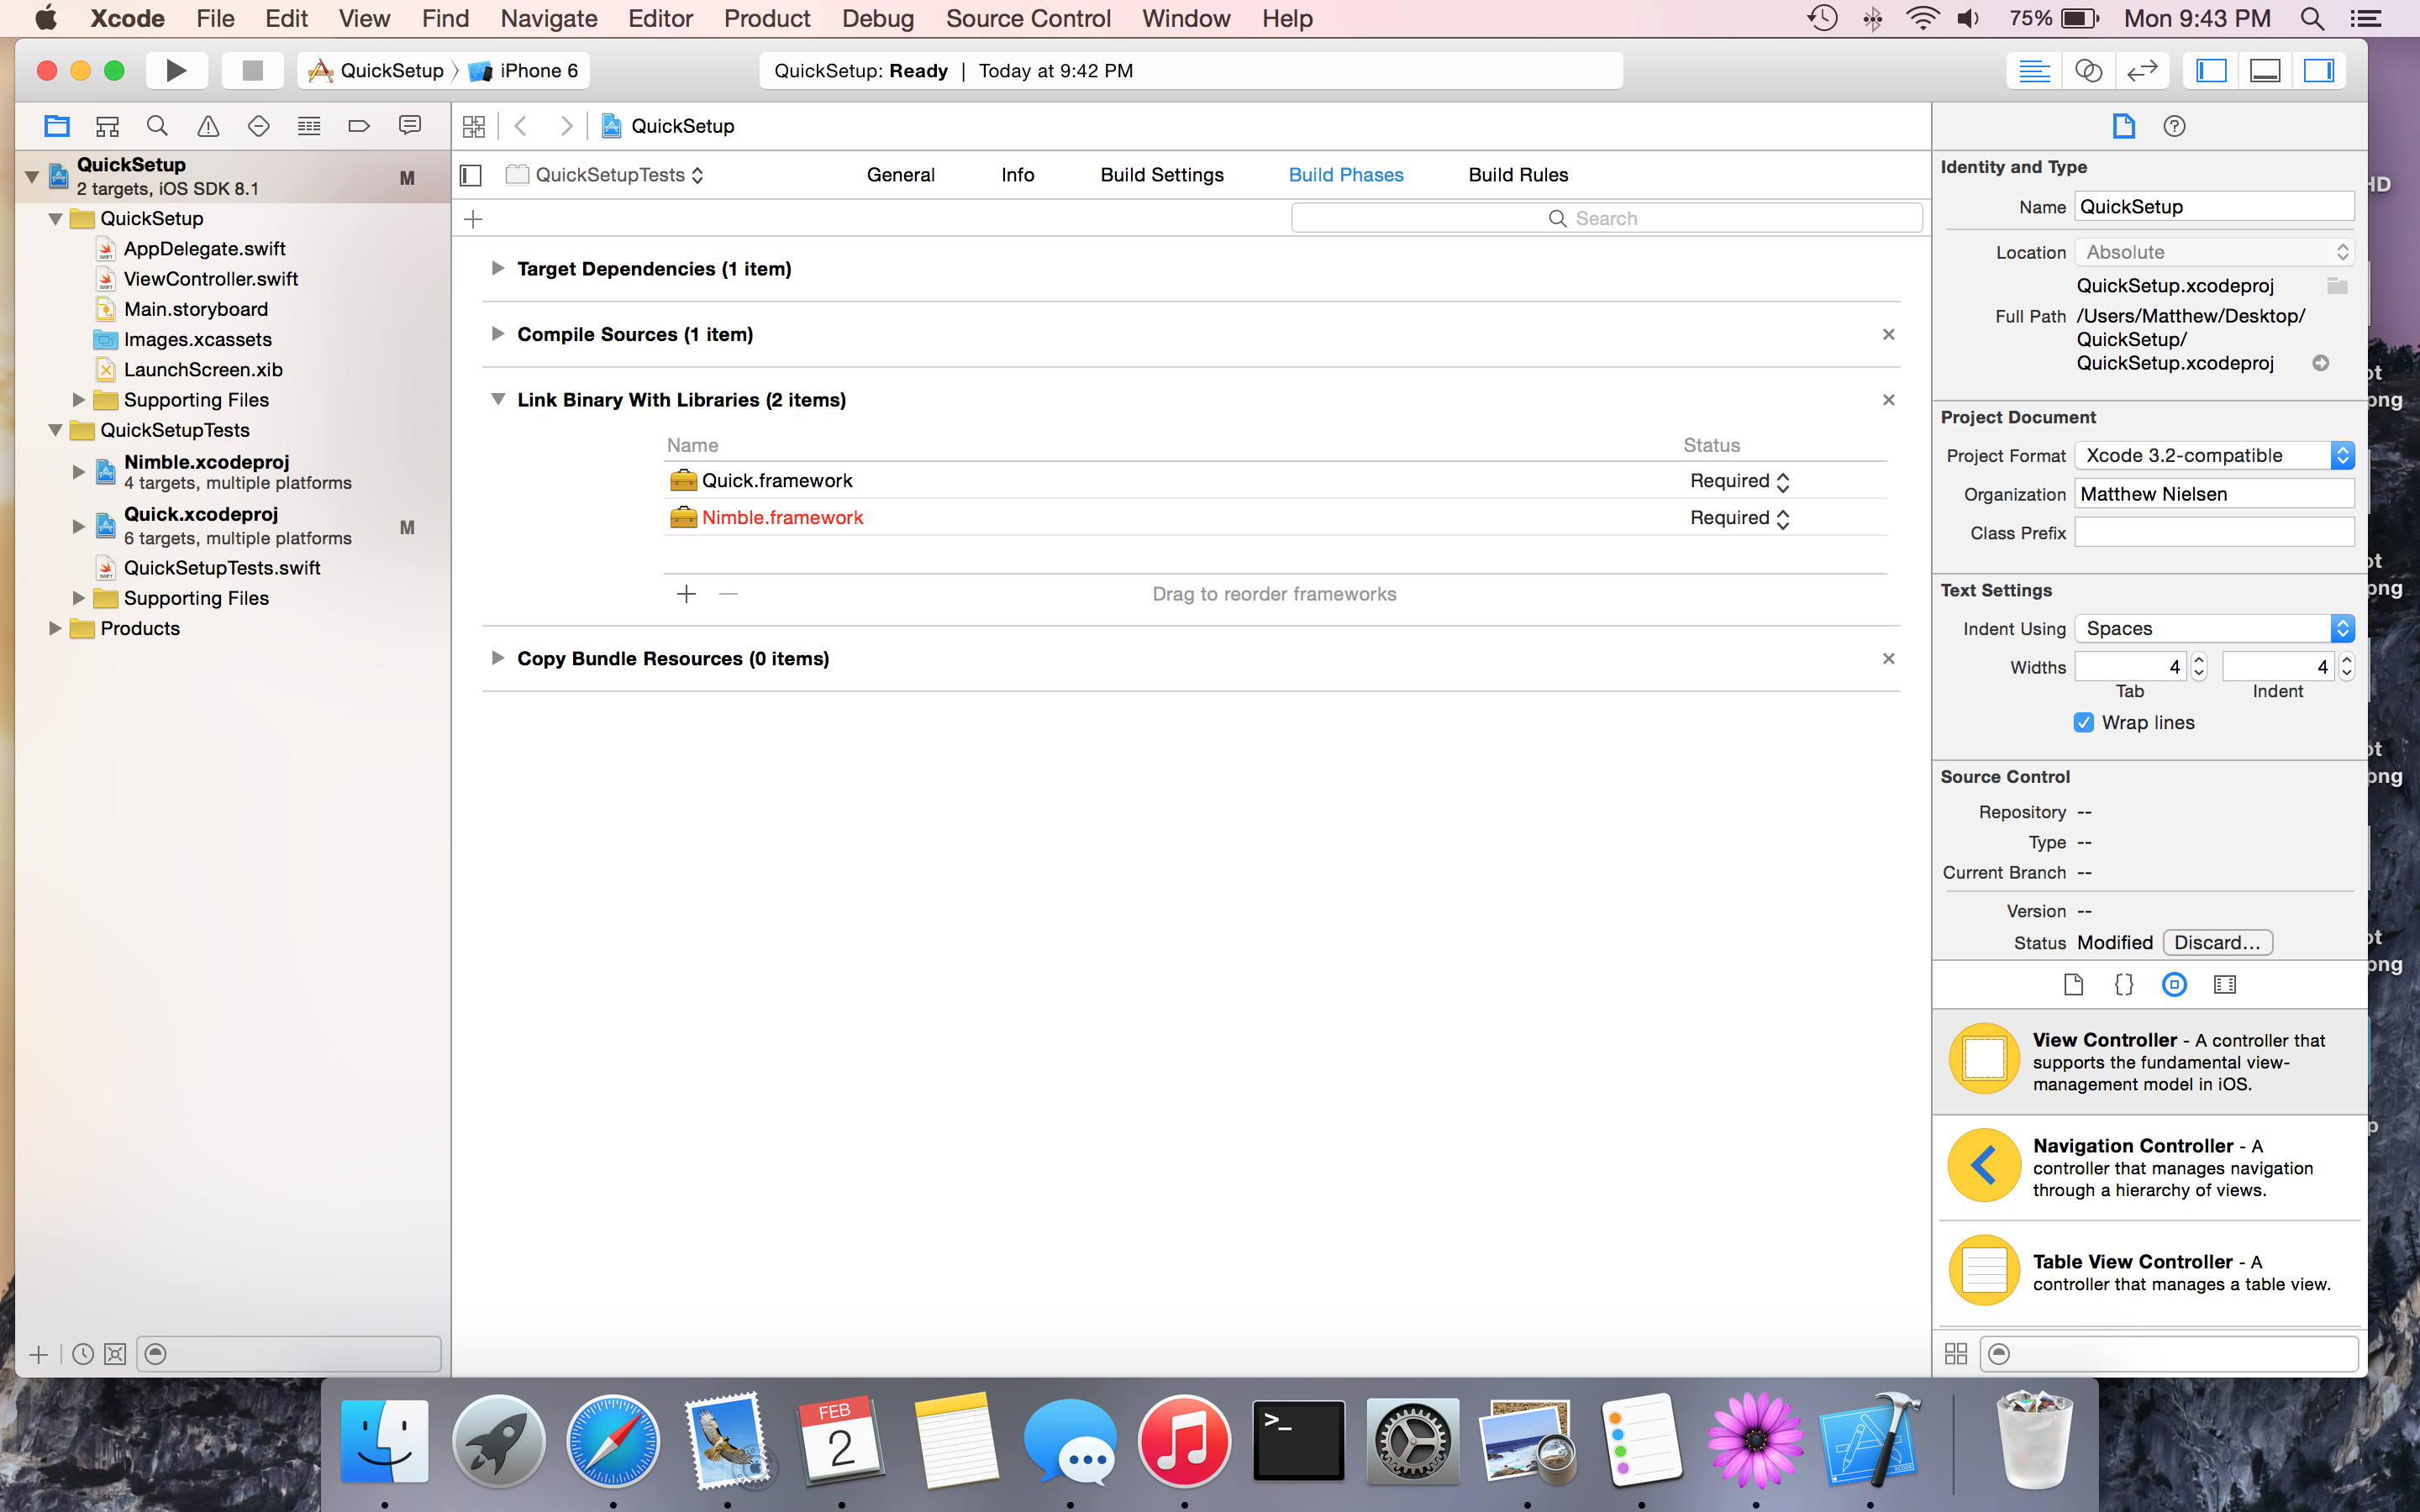 Xcode File Edit View Find Navigate Editor Product Debug Source Control Window Help 75% Mon 9:43 PM
QuickSetup iPhone 6 QuickSetup: Ready | Today at 9:42 PM
QuickSetup
QuickSetup
2 targets, iOS SDK 8.1 M
QuickSetup
AppDelegate.swift
ViewController.swift
Main.storyboard
Images.xcassets
LaunchScreen.xib
Supporting Files
QuickSetupTests
Nimble.xcodeproj
4 targets, multiple platforms
Quick.xcodeproj
6 targets, multiple platforms M
QuickSetupTests.swift
Supporting Files
Products
QuickSetupTests General Info Build Settings Build Phases Build Rules
Search
Target Dependencies (1 item)
Compile Sources (1 item)
Link Binary With Libraries (2 items)
Name Status
Quick.framework Required
Nimble.framework Required
Drag to reorder frameworks
Copy Bundle Resources (0 items)
Identity and Type
Name QuickSetup
Location Absolute
QuickSetup.xcodeproj
Full Path /Users/Matthew/Desktop/
QuickSetup/
QuickSetup.xcodeproj
Project Document
Project Format Xcode 3.2-compatible
Organization Matthew Nielsen
Class Prefix
Text Settings
Indent Using Spaces
Widths 4 4
Tab Indent
Wrap lines
Source Control
Repository --
Type --
Current Branch --
Version --
Status Modified Discard...
View Controller - A controller that
supports the fundamental view-
management model in iOS.
Navigation Controller - A
controller that manages navigation
through a hierarchy of views.
Table View Controller - A
controller that manages a table view.
FEB
2